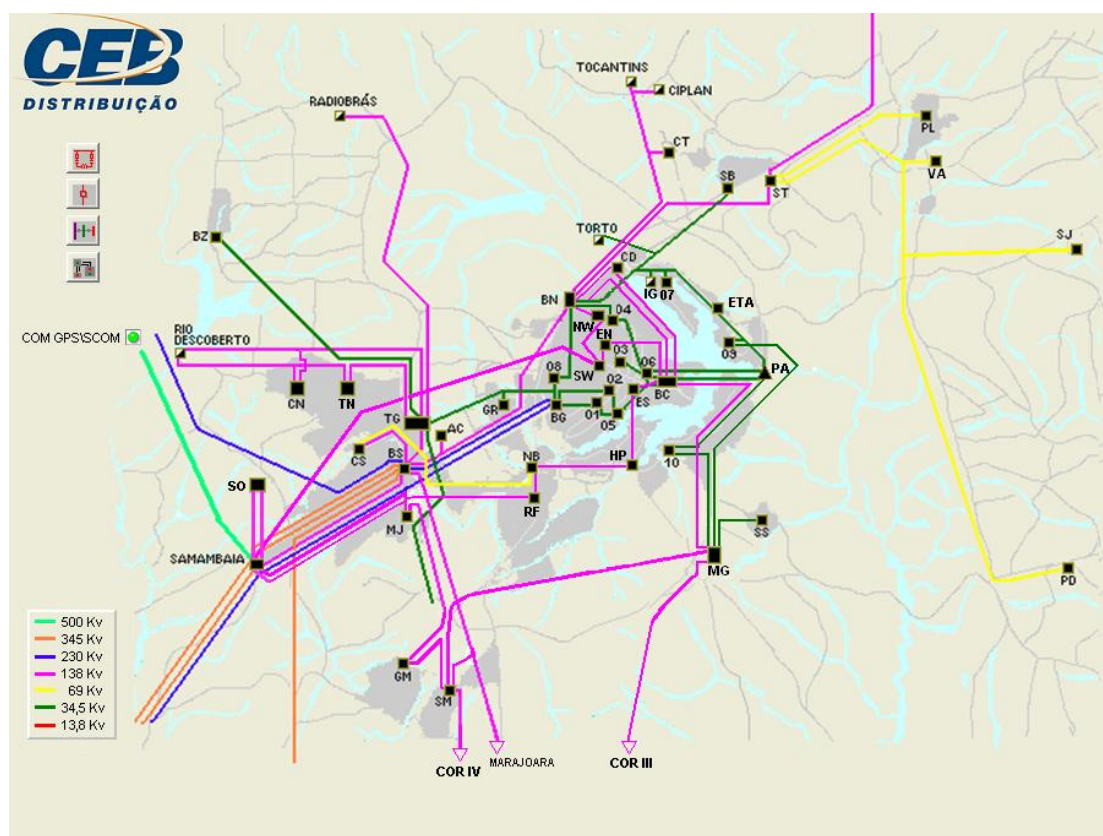 CEB
DISTRIBUIÇÃO
TOCANTINS
CIPLAN
RADIOBRÁS
PL
CT
VA
SB
ST
BZ
TORTO
SJ
CD
IG
07
ETA
BN
04
NW
EN
COM GPS\SCOM
RIO
DESCOBERTO
03
09
SW
06
PA
08
02
ES
BC
CN
TN
GR
BG
01
05
TG
AC
CS
BS
NB
HP
10
SO
RF
MJ
SS
SAMAMBAIA
MG
PD
500 Kv
345 Kv
230 Kv
138 Kv
69 Kv
34,5 Kv
13,8 Kv
GM
SM
COR IV
MARAJOARA
COR III